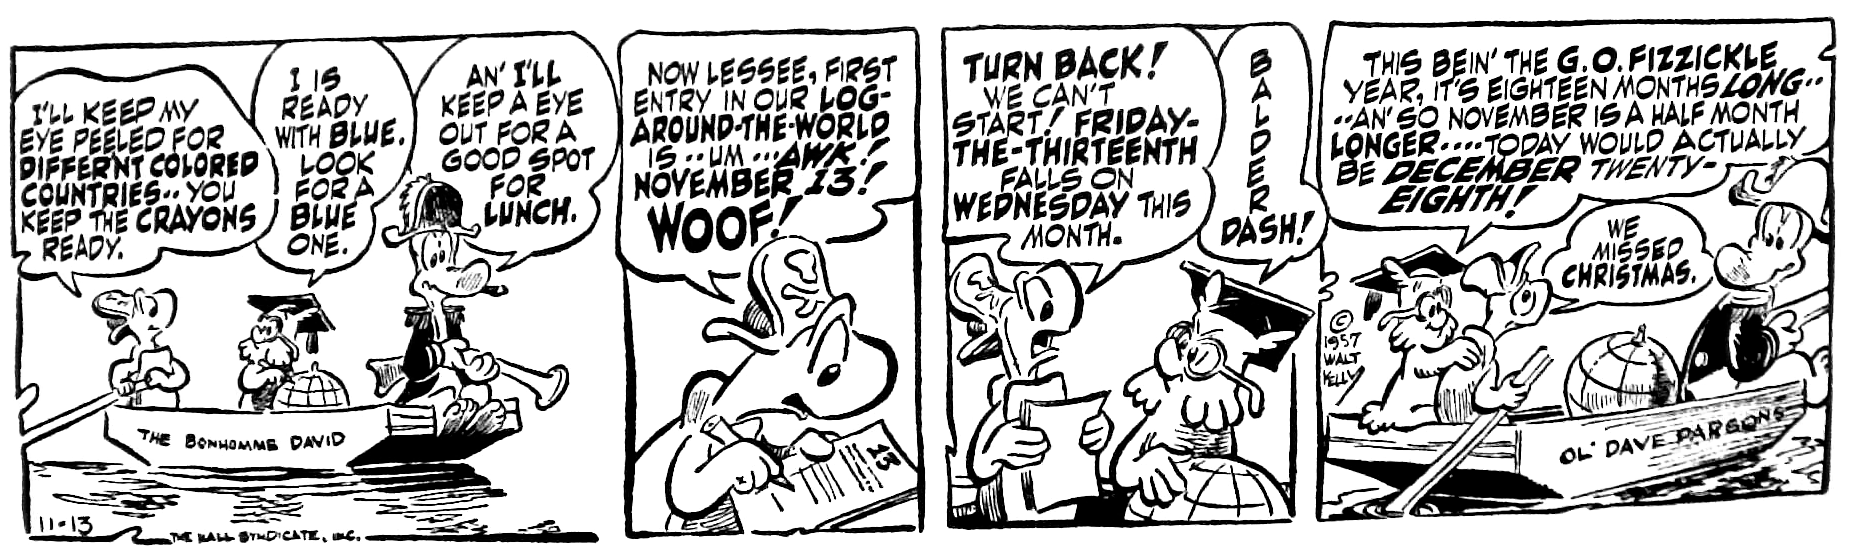 I'LL KEEP MY
EYE PEELED FOR
DIFFER'NT COLORED
COUNTRIES.. YOU
KEEP THE CRAYONS
READY.
I IS
READY
WITH BLUE.
LOOK
FOR A
BLUE
ONE.
AN' I'LL
KEEP A EYE
OUT FOR A
GOOD SPOT
FOR
LUNCH.
THE BONHOMME DAVID
11-13
THE HALL SYNDICATE, INC.
NOW LESSEE, FIRST
ENTRY IN OUR LOG-
AROUND-THE-WORLD
IS..UM...AWK!
NOVEMBER 13!
WOOF!
13
TURN BACK!
WE CAN'T
START! FRIDAY-
THE-THIRTEENTH
FALLS ON
WEDNESDAY THIS
MONTH.
BALDER
DASH!
THIS BEIN' THE G.O. FIZZICKLE
YEAR, IT'S EIGHTEEN MONTHS LONG..
..AN' SO NOVEMBER IS A HALF MONTH
LONGER....TODAY WOULD ACTUALLY
BE DECEMBER TWENTY-
EIGHTH!
WE
MISSED
CHRISTMAS.
©
1957
WALT
KELLY
OL' DAVE PARSONS